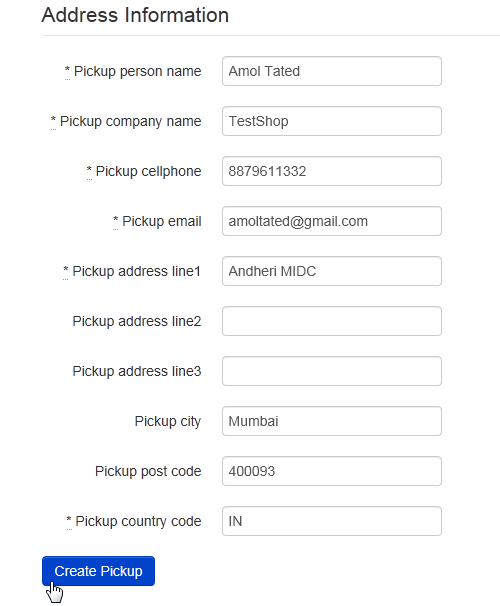 Address Information
* Pickup person name Amol Tated
* Pickup company name TestShop
* Pickup cellphone 8879611332
* Pickup email amoltated@gmail.com
* Pickup address line1 Andheri MIDC
Pickup address line2
Pickup address line3
Pickup city Mumbai
Pickup post code 400093
* Pickup country code IN
Create Pickup